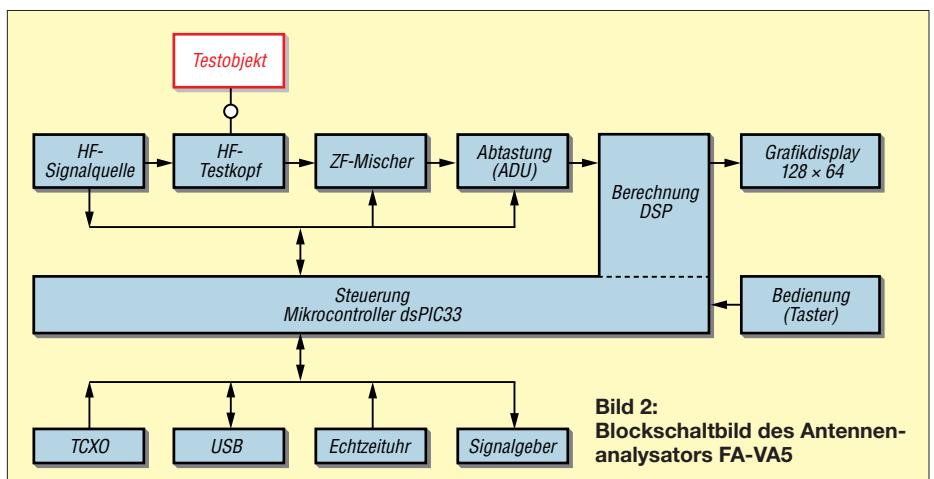 Testobjekt
HF-
Signalquelle
HF-
Testkopf
ZF-Mischer
Abtastung
(ADU)
Berechnung
DSP
Grafikdisplay
128 × 64
Steuerung
Mikrocontroller dsPIC33
Bedienung
(Taster)
TCXO
USB
Echtzeituhr
Signalgeber
Bild 2:
Blockschaltbild des Antennen-
analysators FA-VA5